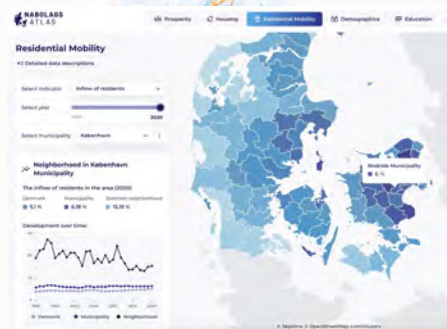 NABOLAGS
ATLAS
Prosperity
Housing
Residential Mobility
Demographics
Education
Residential Mobility
Detailed data descriptions
Select indicator
Inflow of residents
Select year
2020
Select municipality
København
Neighborhood in København
Municipality
The inflow of residents in the area (2020):
Denmark
Municipality
Selected neighborhood
Development over time:
Denmark
Municipality
Neighborhood
Rødovre Municipality
6 %
© Septima © OpenStreetMap contributors